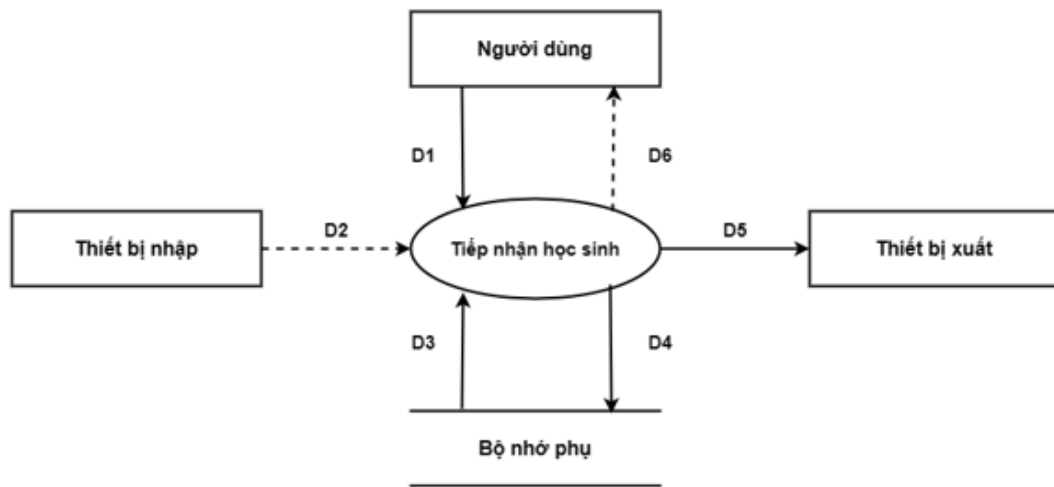 Người dùng
D1
D6
Thiết bị nhập
D2
Tiếp nhận học sinh
D5
Thiết bị xuất
D3
D4
Bộ nhớ phụ